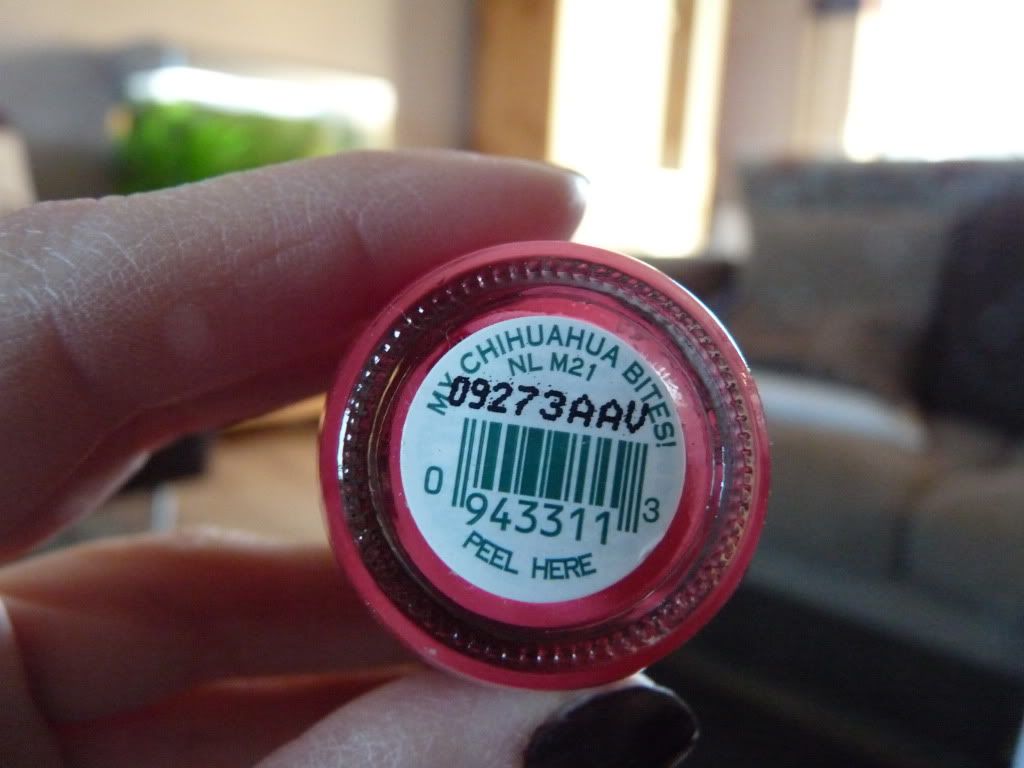 MY CHIHUAHUA BITES!
NL M21
09273AAV
0 943311 3
PEEL HERE